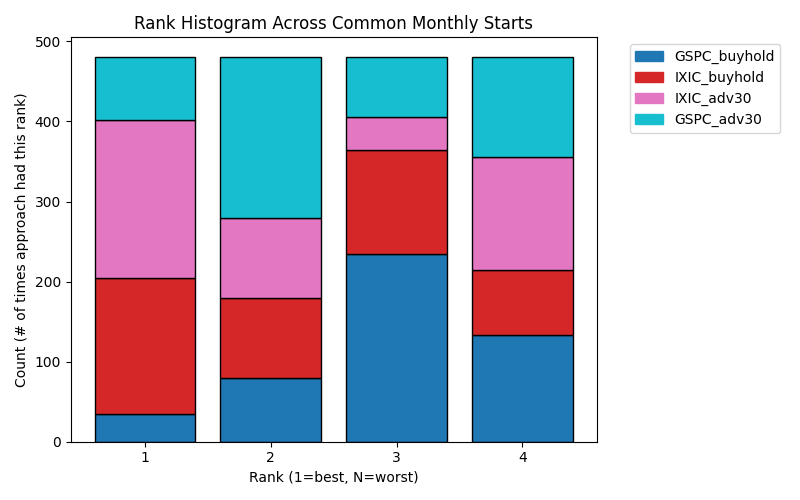 Rank Histogram Across Common Monthly Starts
Count (# of times approach had this rank)
500
400
300
200
100
0
1 2 3 4
Rank (1=best, N=worst)
GSPC_buyhold
IXIC_buyhold
IXIC_adv30
GSPC_adv30